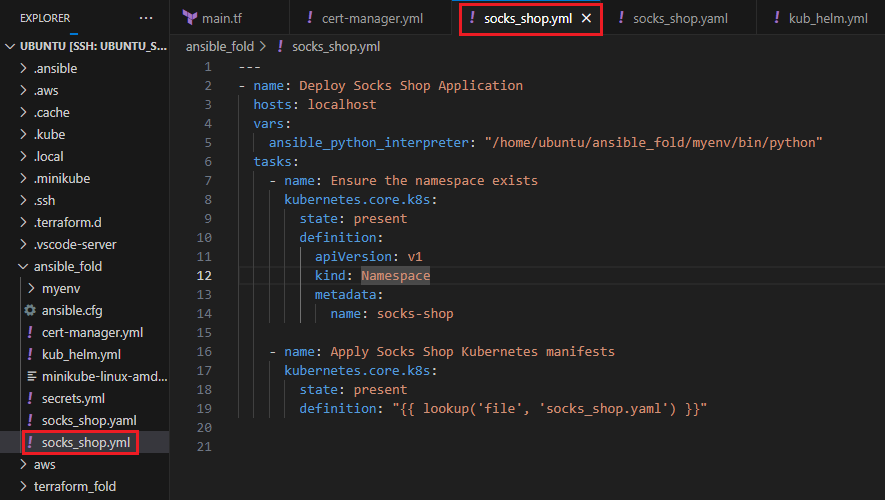 EXPLORER ···
main.tf
cert-manager.yml
socks_shop.yml ×
socks_shop.yaml
kub_helm.yml
UBUNTU [SSH: UBUNTU_S...
.ansible
.aws
.cache
.kube
.local
.minikube
.ssh
.terraform.d
.vscode-server
ansible_fold
myenv
ansible.cfg
cert-manager.yml
kub_helm.yml
minikube-linux-amd...
secrets.yml
socks_shop.yaml
socks_shop.yml
aws
terraform_fold
ansible_fold > ! socks_shop.yml
1 ---
2 - name: Deploy Socks Shop Application
3 hosts: localhost
4 vars:
5 ansible_python_interpreter: "/home/ubuntu/ansible_fold/myenv/bin/python"
6 tasks:
7 - name: Ensure the namespace exists
8 kubernetes.core.k8s:
9 state: present
10 definition:
11 apiVersion: v1
12 kind: Namespace
13 metadata:
14 name: socks-shop
15
16 - name: Apply Socks Shop Kubernetes manifests
17 kubernetes.core.k8s:
18 state: present
19 definition: "{{ lookup('file', 'socks_shop.yaml') }}"
20
21